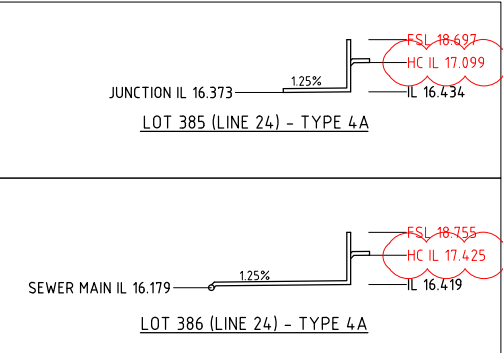 FSL 18.697
1.25%
HC IL 17.099
JUNCTION IL 16.373
IL 16.434
LOT 385 (LINE 24) - TYPE 4A
FSL 18.755
HC IL 17.425
1.25%
SEWER MAIN IL 16.179
IL 16.419
LOT 386 (LINE 24) - TYPE 4A